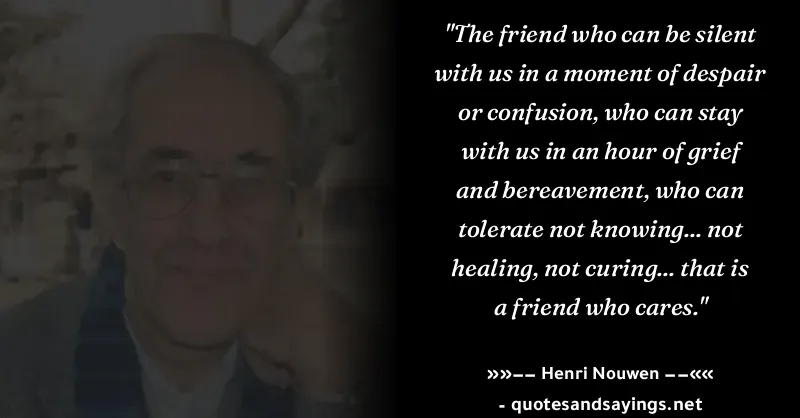 "The friend who can be silent
with us in a moment of despair
or confusion, who can stay
with us in an hour of grief
and bereavement, who can
tolerate not knowing... not
healing, not curing... that is
a friend who cares."
»»–– Henri Nouwen ––««
- quotesandsayings.net